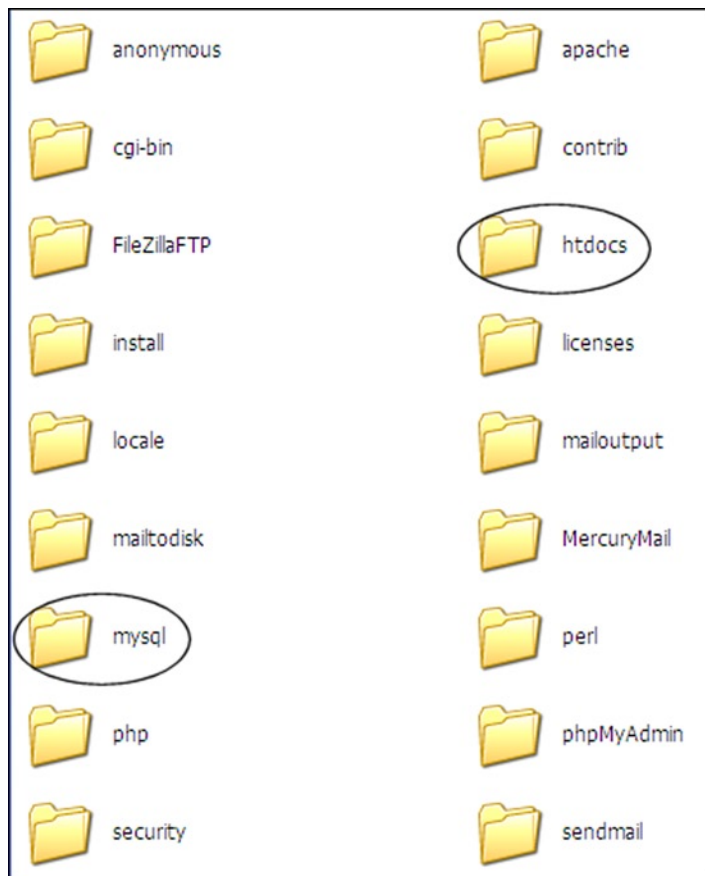 anonymous
apache
cgi-bin
contrib
FileZillaFTP
htdocs
install
licenses
locale
mailoutput
mailtodisk
MercuryMail
mysql
perl
php
phpMyAdmin
security
sendmail